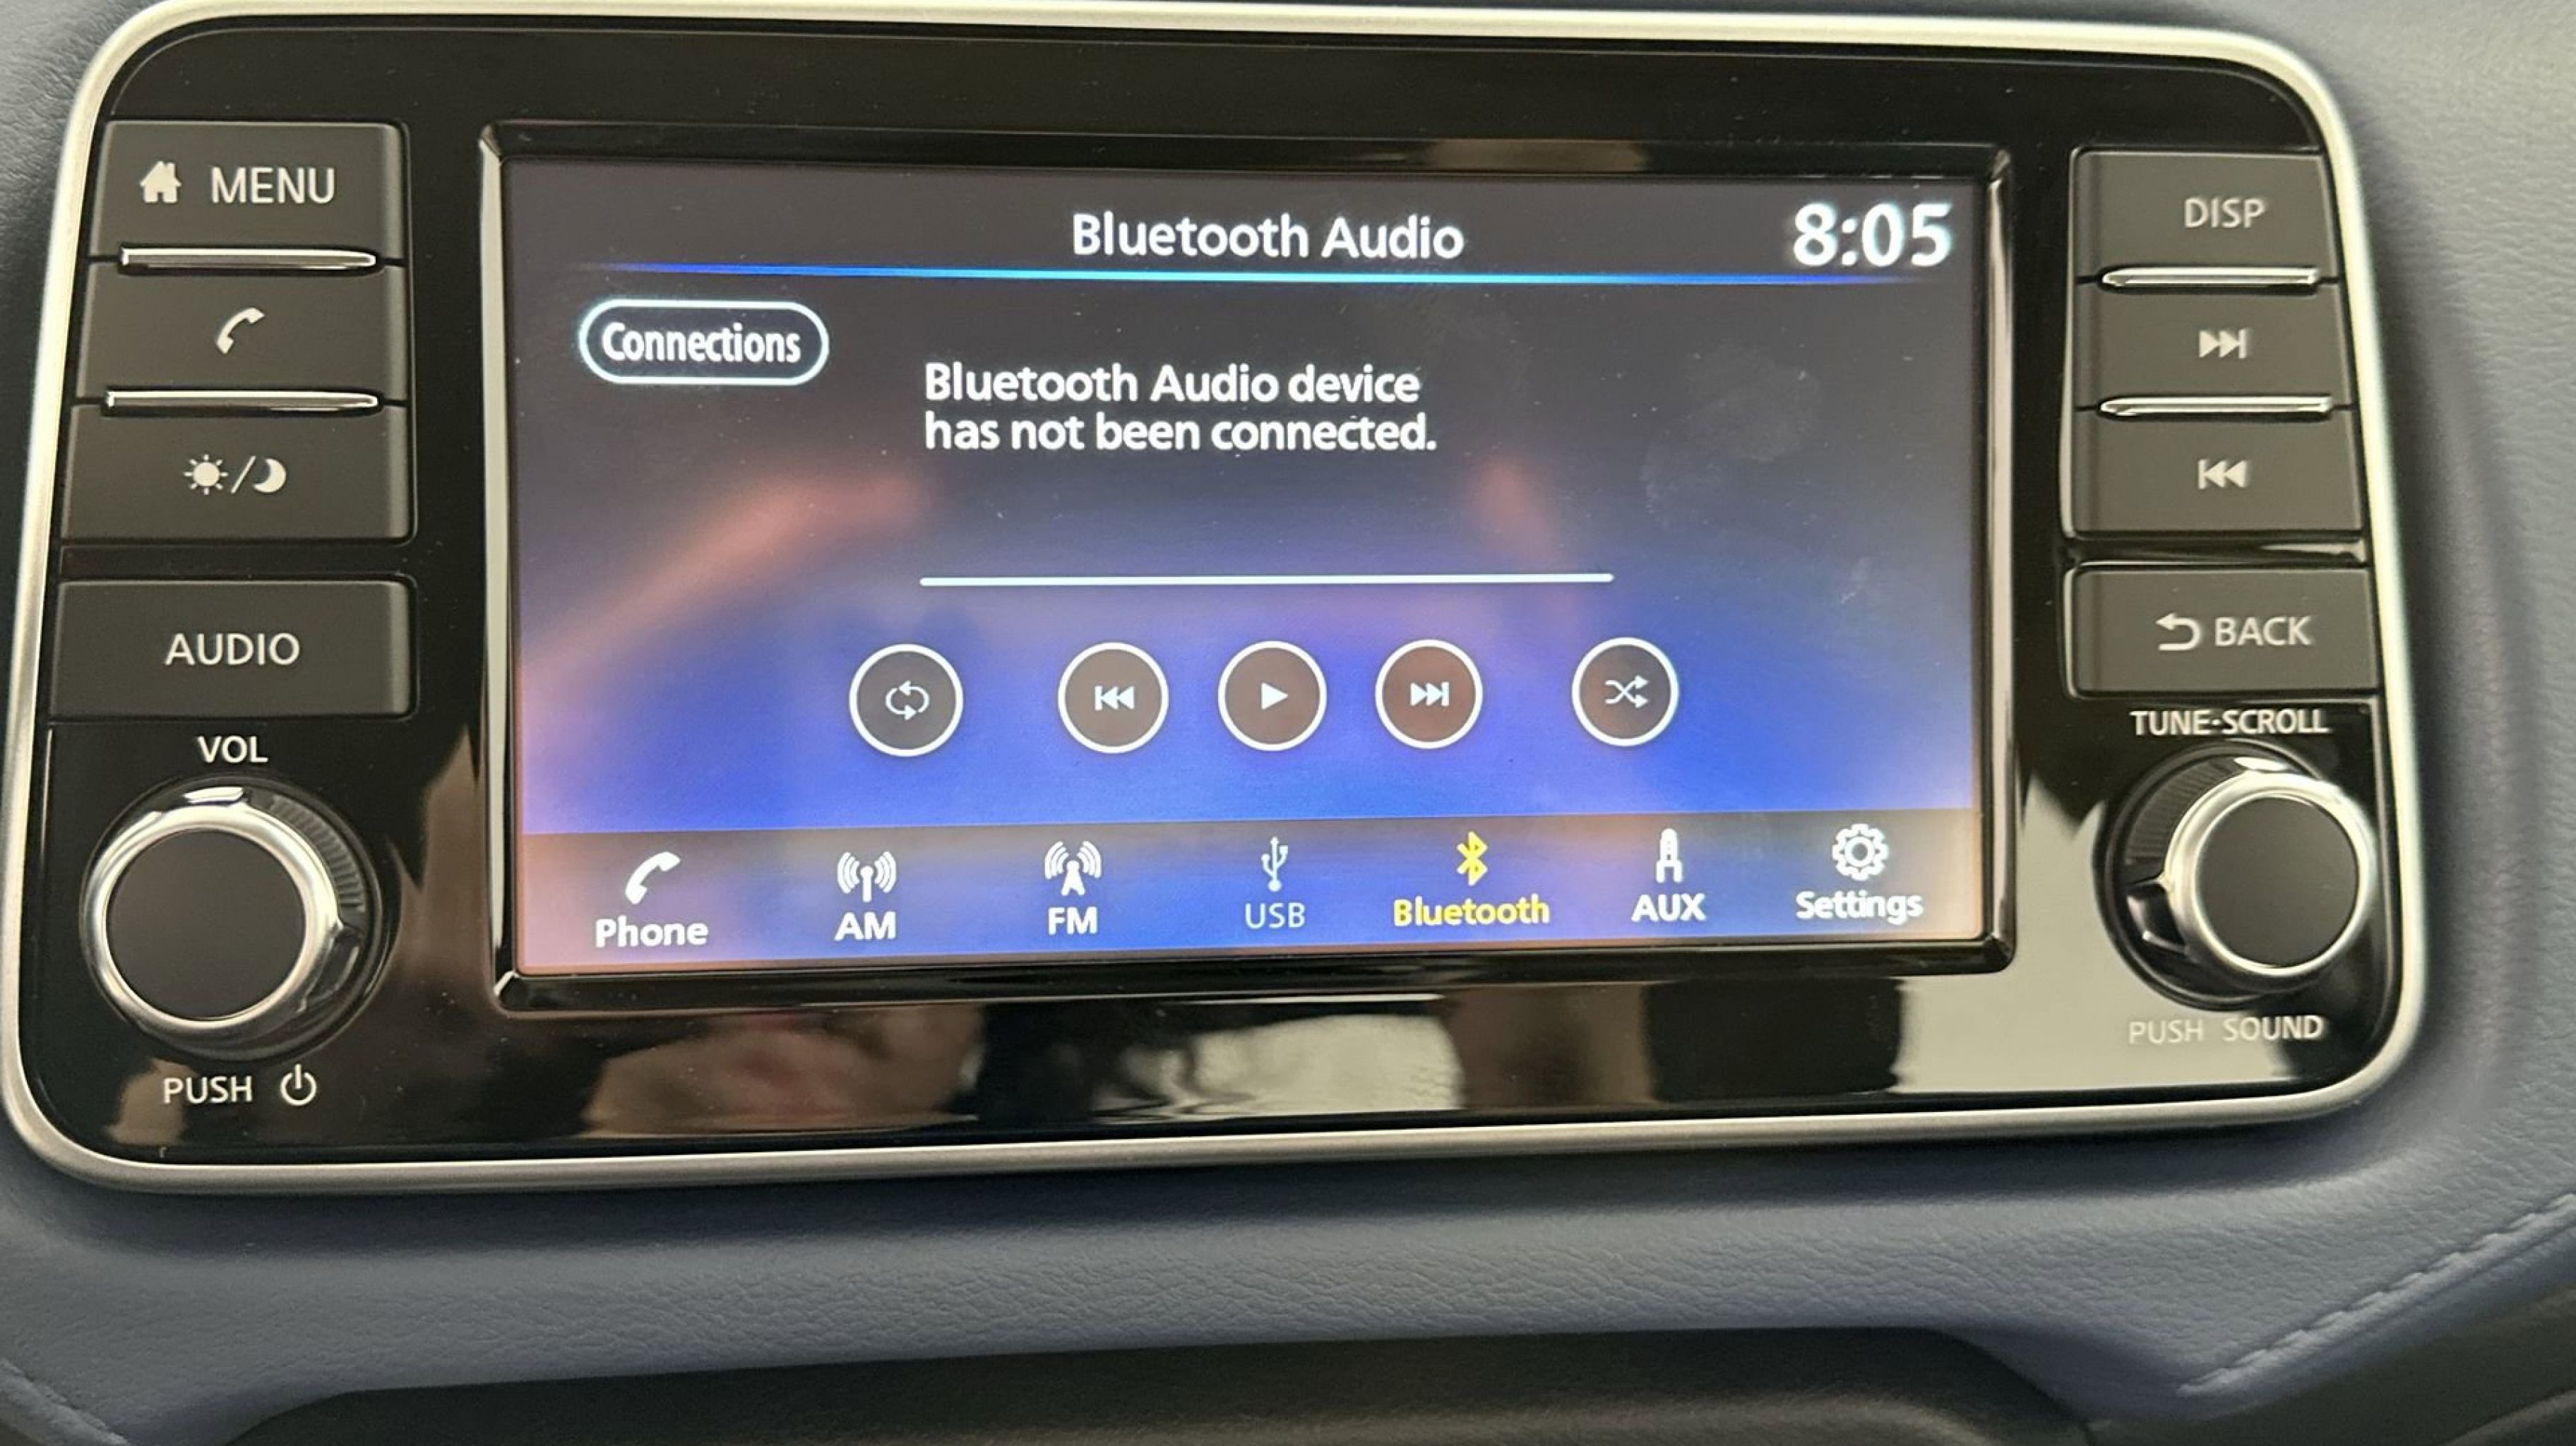 MENU
AUDIO
VOL
PUSH
Bluetooth Audio
8:05
Connections
Bluetooth Audio device
has not been connected.
Phone
AM
FM
USB
Bluetooth
AUX
Settings
DISP
BACK
TUNE·SCROLL
PUSH SOUND